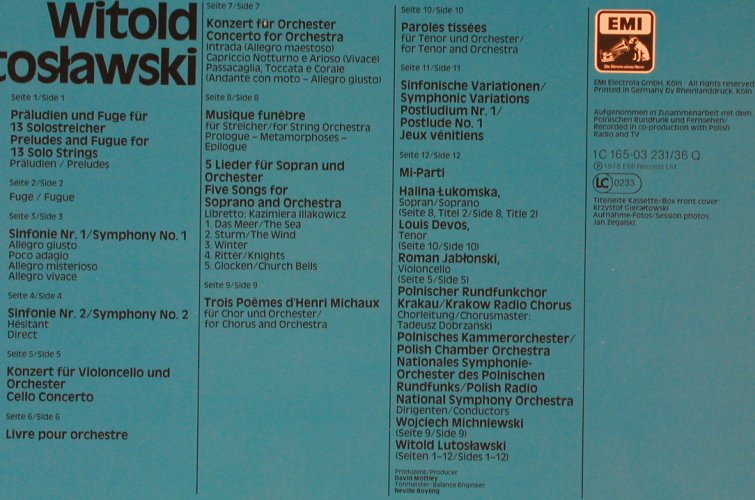 Witold
tosławski
Seite 1/Side 1
Präludien und Fuge für
13 Solostreicher
Preludes and Fugue for
13 Solo Strings
Präludien / Preludes
Seite 2/Side 2
Fuge / Fugue
Seite 3/Side 3
Sinfonie Nr. 1/Symphony No. 1
Allegro giusto
Poco adagio
Allegro misterioso
Allegro vivace
Seite 4/Side 4
Sinfonie Nr. 2/Symphony No. 2
Hésitant
Direct
Seite 5/Side 5
Konzert für Violoncello und
Orchester
Cello Concerto
Seite 6/Side 6
Livre pour orchestre
Seite 7/Side 7
Konzert für Orchester
Concerto for Orchestra
Intrada (Allegro maestoso)
Capriccio Notturno e Arioso (Vivace)
Passacaglia, Toccata e Corale
(Andante con moto – Allegro giusto)
Seite 8/Side 8
Musique funèbre
für Streicher/for String Orchestra
Prologue – Metamorphoses –
Epilogue
5 Lieder für Sopran und
Orchester
Five Songs for
Soprano and Orchestra
Libretto: Kazimiera Illakowicz
1. Das Meer/The Sea
2. Sturm/The Wind
3. Winter
4. Ritter/Knights
5. Glocken/Church Bells
Seite 9/Side 9
Trois Poèmes d'Henri Michaux
für Chor und Orchester/
for Chorus and Orchestra
Seite 10/Side 10
Paroles tissées
für Tenor und Orchester/
for Tenor and Orchestra
Seite 11/Side 11
Sinfonische Variationen/
Symphonic Variations
Postludium Nr. 1/
Postlude No. 1
Jeux vénitiens
Seite 12/Side 12
Mi-Parti
Halina Łukomska,
Sopran/Soprano
(Seite 8, Titel 2/Side 8, Title 2)
Louis Devos,
Tenor
(Seite 10/Side 10)
Roman Jabłoński,
Violoncello
(Seite 5/Side 5)
Polnischer Rundfunkchor
Krakau/Krakow Radio Chorus
Chorleitung/Chorusmaster:
Tadeusz Dobrzański
Polnisches Kammerorchester/
Polish Chamber Orchestra
Nationales Symphonie-
Orchester des Polnischen
Rundfunks/Polish Radio
National Symphony Orchestra
Dirigenten/Conductors
Wojciech Michniewski
(Seite 9/Side 9)
Witold Lutosławski
(Seiten 1–12/Sides 1–12)
Produzent/Producer
David Mottley
Tonmeister/Balance Engineer
Neville Boyling
EMI
Die Stimme seines Herrn
EMI Electrola GmbH, Köln · All rights reserved
Printed in Germany by Rheinlanddruck, Köln
Aufgenommen in Zusammenarbeit mit dem
Polnischen Rundfunk und Fernsehen/
Recorded in co-production with Polish
Radio and TV
1C 165-03 231/36 Q
Ⓟ 1978 EMI Records Ltd.
LC 0233
Titelseite Kassette/Box front cover:
Krzystof Gierałtowski
Aufnahme-Fotos/Session photos:
Jan Zegalski